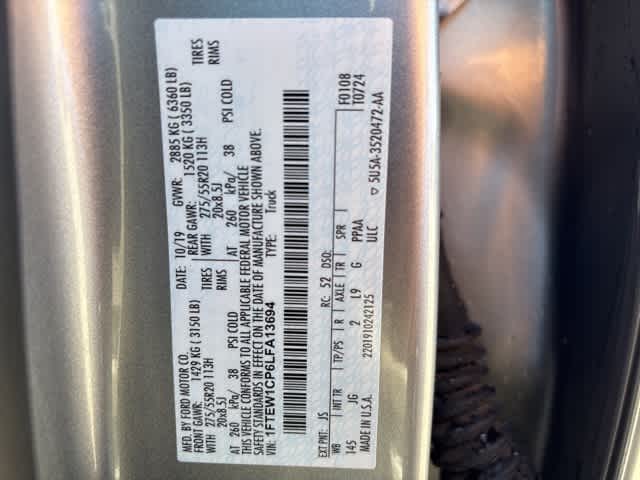 MFD. BY FORD MOTOR CO.
DATE: 10/19 GVWR: 2885 KG ( 6360 LB)
FRONT GAWR: 1429 KG ( 3150 LB) REAR GAWR: 1520 KG ( 3350 LB)
WITH 275/55R20 113H TIRES WITH 275/55R20 113H TIRES
20x8.5J RIMS 20x8.5J RIMS
AT 260 kPa/ 38 PSI COLD AT 260 kPa/ 38 PSI COLD
THIS VEHICLE CONFORMS TO ALL APPLICABLE FEDERAL MOTOR VEHICLE
SAFETY STANDARDS IN EFFECT ON THE DATE OF MANUFACTURE SHOWN ABOVE.
VIN: 1FTEW1CP6LFA13694 TYPE: Truck
F0108
T0724
EXT PNT: JS RC: 52 DSO:
WB INT TR TP/PS R AXLE TR SPR
145 JG 2 L9 G PPAA
ULC
MADE IN U.S.A. 2201910242125 ▽ 5U5A-3520472-AA